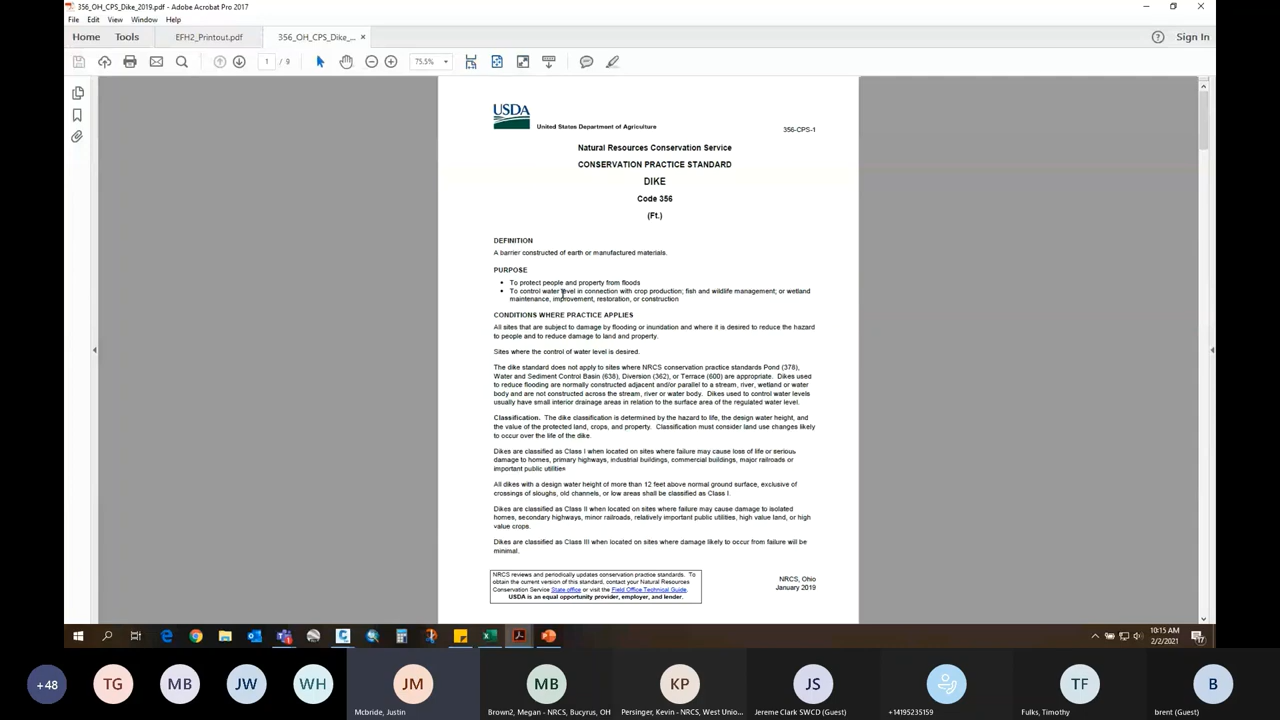 356_OH_CPS_Dike_2019.pdf - Adobe Acrobat Pro 2017
File Edit View Window Help
Home Tools EFH2_Printout.pdf 356_OH_CPS_Dike_... × Sign In
1 / 9 75.5%
USDA
United States Department of Agriculture
356-CPS-1
Natural Resources Conservation Service
CONSERVATION PRACTICE STANDARD
DIKE
Code 356
(Ft.)
DEFINITION
A barrier constructed of earth or manufactured materials.
PURPOSE
• To protect people and property from floods
• To control water level in connection with crop production; fish and wildlife management; or wetland
maintenance, improvement, restoration, or construction
CONDITIONS WHERE PRACTICE APPLIES
All sites that are subject to damage by flooding or inundation and where it is desired to reduce the hazard
to people and to reduce damage to land and property.
Sites where the control of water level is desired.
The dike standard does not apply to sites where NRCS conservation practice standards Pond (378),
Water and Sediment Control Basin (638), Diversion (362), or Terrace (600) are appropriate. Dikes used
to reduce flooding are normally constructed adjacent and/or parallel to a stream, river, wetland or water
body and are not constructed across the stream, river or water body. Dikes used to control water levels
usually have small interior drainage areas in relation to the surface area of the regulated water level.
Classification. The dike classification is determined by the hazard to life, the design water height, and
the value of the protected land, crops, and property. Classification must consider land use changes likely
to occur over the life of the dike.
Dikes are classified as Class I when located on sites where failure may cause loss of life or serious
damage to homes, primary highways, industrial buildings, commercial buildings, major railroads or
important public utilities.
All dikes with a design water height of more than 12 feet above normal ground surface, exclusive of
crossings of sloughs, old channels, or low areas shall be classified as Class I.
Dikes are classified as Class II when located on sites where failure may cause damage to isolated
homes, secondary highways, minor railroads, relatively important public utilities, high value land, or high
value crops.
Dikes are classified as Class III when located on sites where damage likely to occur from failure will be
minimal.
NRCS reviews and periodically updates conservation practice standards. To
obtain the current version of this standard, contact your Natural Resources
Conservation Service State office or visit the Field Office Technical Guide.
USDA is an equal opportunity provider, employer, and lender.
NRCS, Ohio
January 2019
10:15 AM
2/2/2021
+48 TG MB JW WH JM MB KP JS TF B
Mcbride, Justin Brown2, Megan - NRCS, Bucyrus, OH Persinger, Kevin - NRCS, West Unio... Jereme Clark SWCD (Guest) +14195235159 Fulks, Timothy brent (Guest)